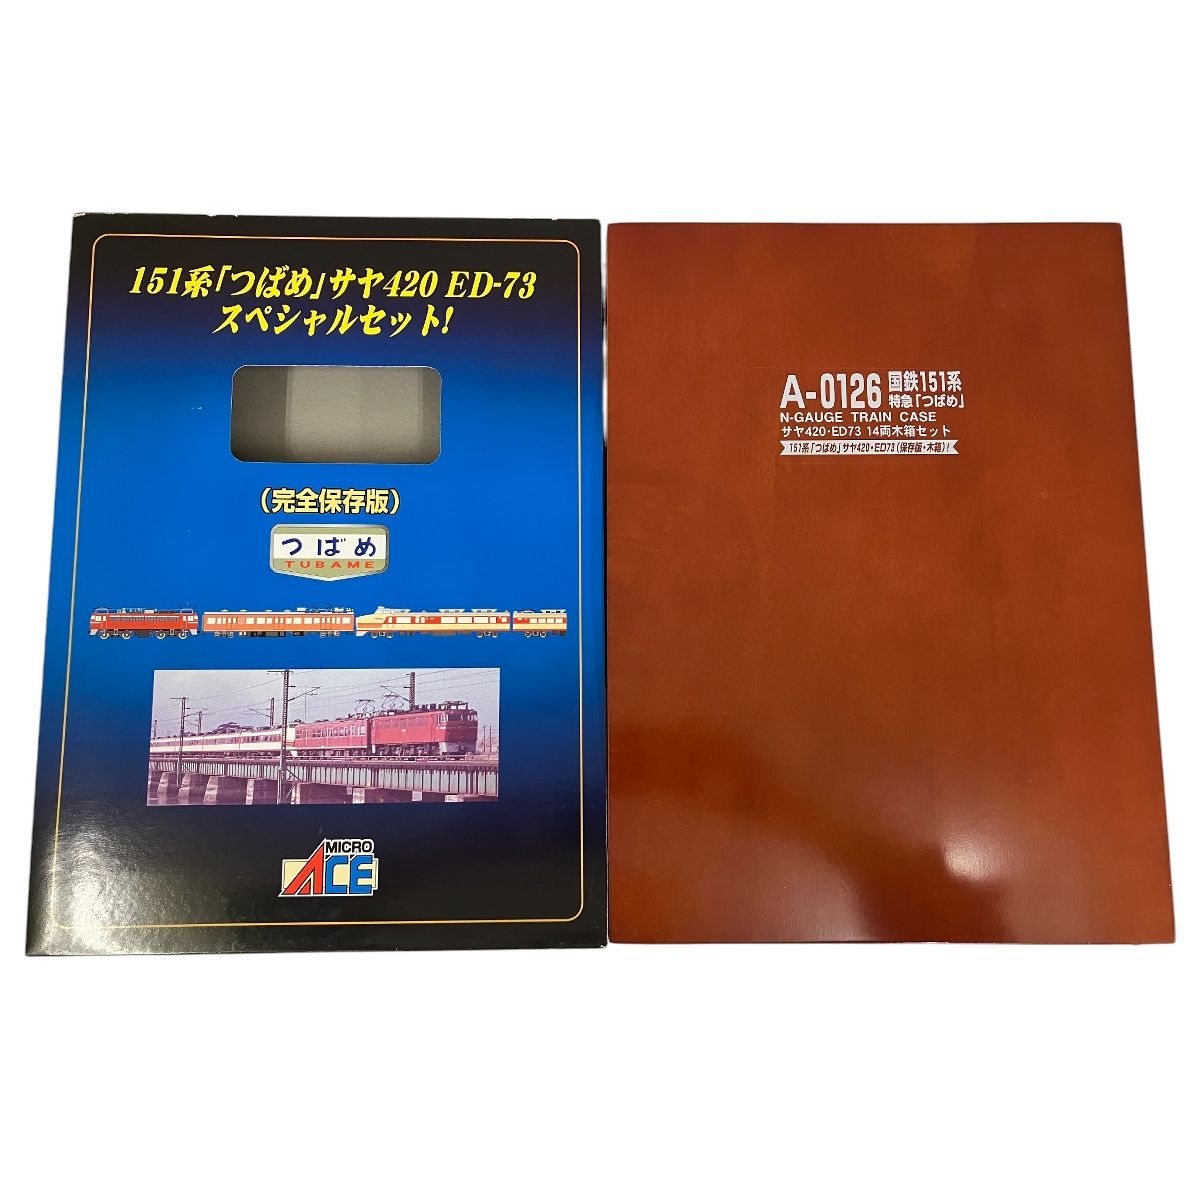 151系「つばめ」サヤ420 ED-73
スペシャルセット!
(完全保存版)
つばめ
TUBAME
MICRO
ACE
A-0126 国鉄151系
特急「つばめ」
N-GAUGE TRAIN CASE
サヤ420・ED73 14両木箱セット
151系「つばめ」サヤ420・ED73(保存版・木箱)!